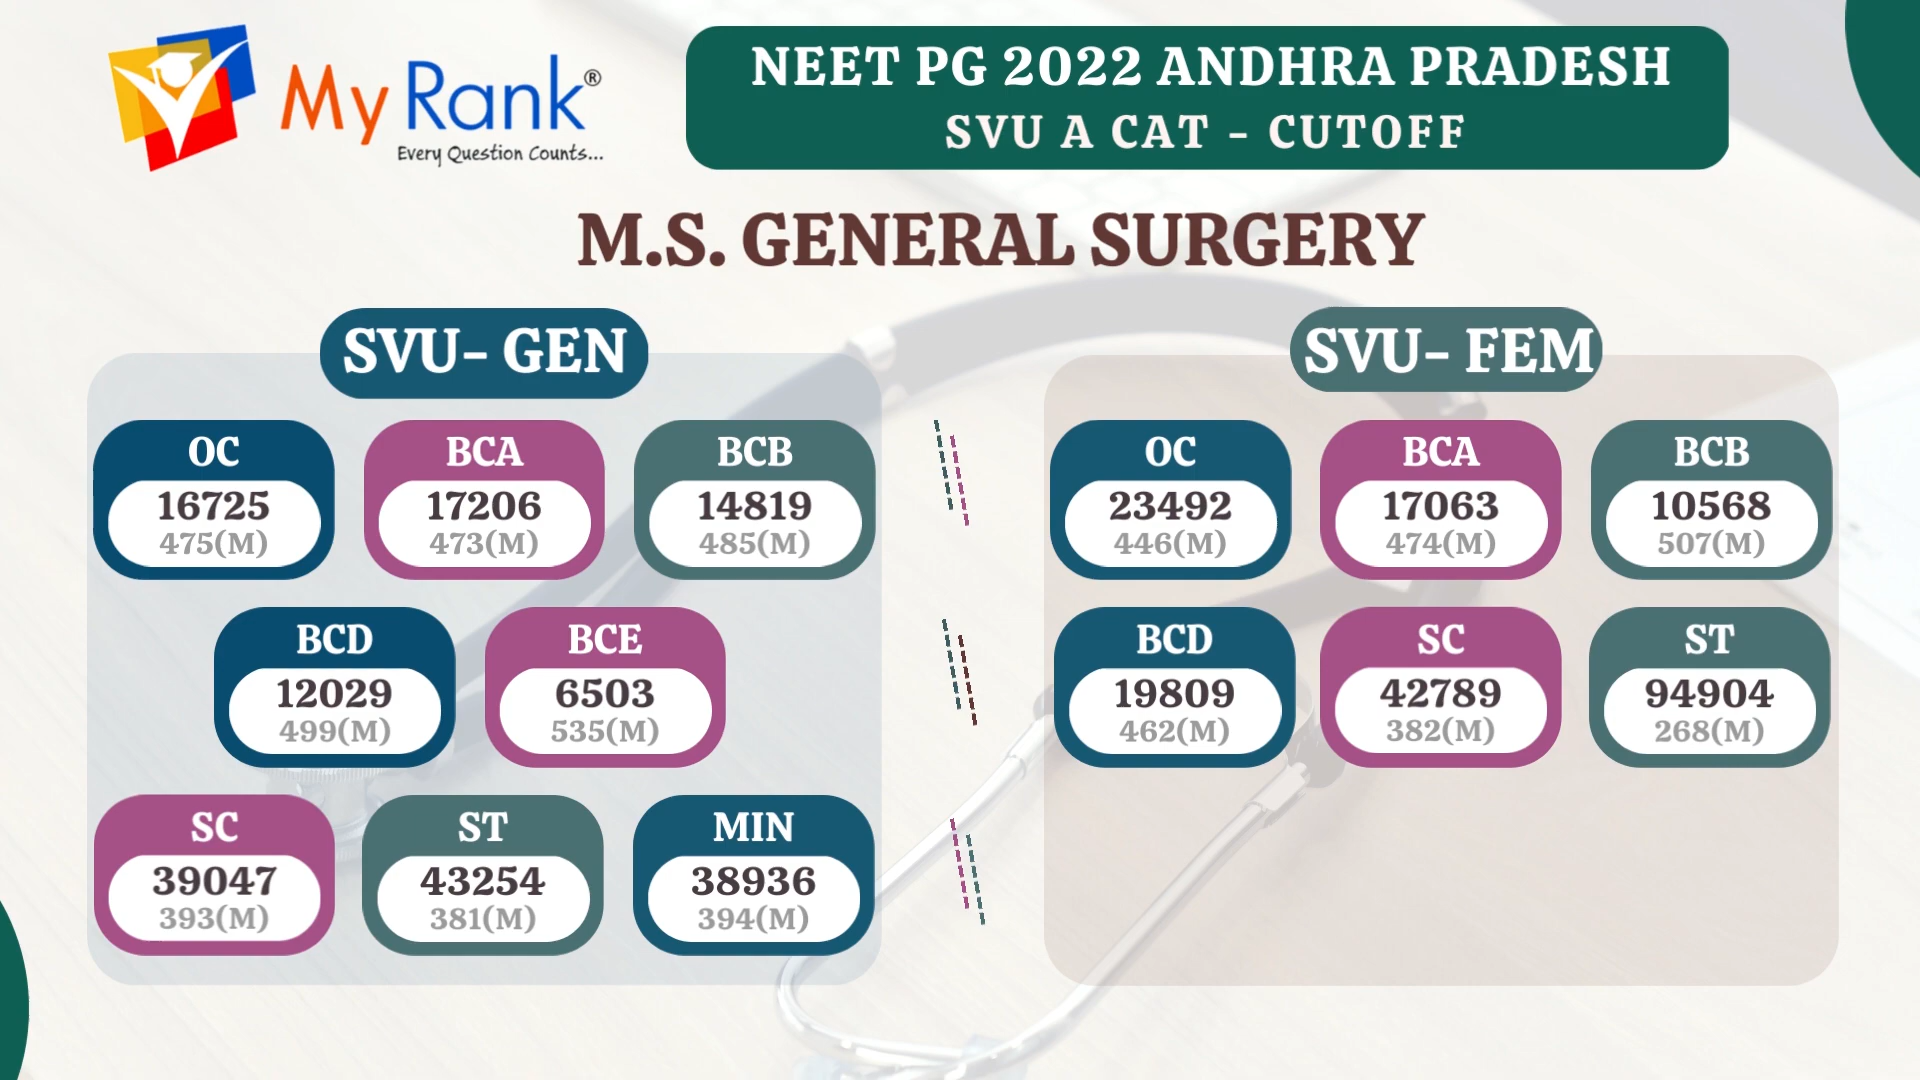 My Rank®
Every Question Counts...
NEET PG 2022 ANDHRA PRADESH
SVU A CAT - CUTOFF
M.S. GENERAL SURGERY
SVU- GEN
OC
16725
475(M)
BCA
17206
473(M)
BCB
14819
485(M)
BCD
12029
499(M)
BCE
6503
535(M)
SC
39047
393(M)
ST
43254
381(M)
MIN
38936
394(M)
SVU- FEM
OC
23492
446(M)
BCA
17063
474(M)
BCB
10568
507(M)
BCD
19809
462(M)
SC
42789
382(M)
ST
94904
268(M)